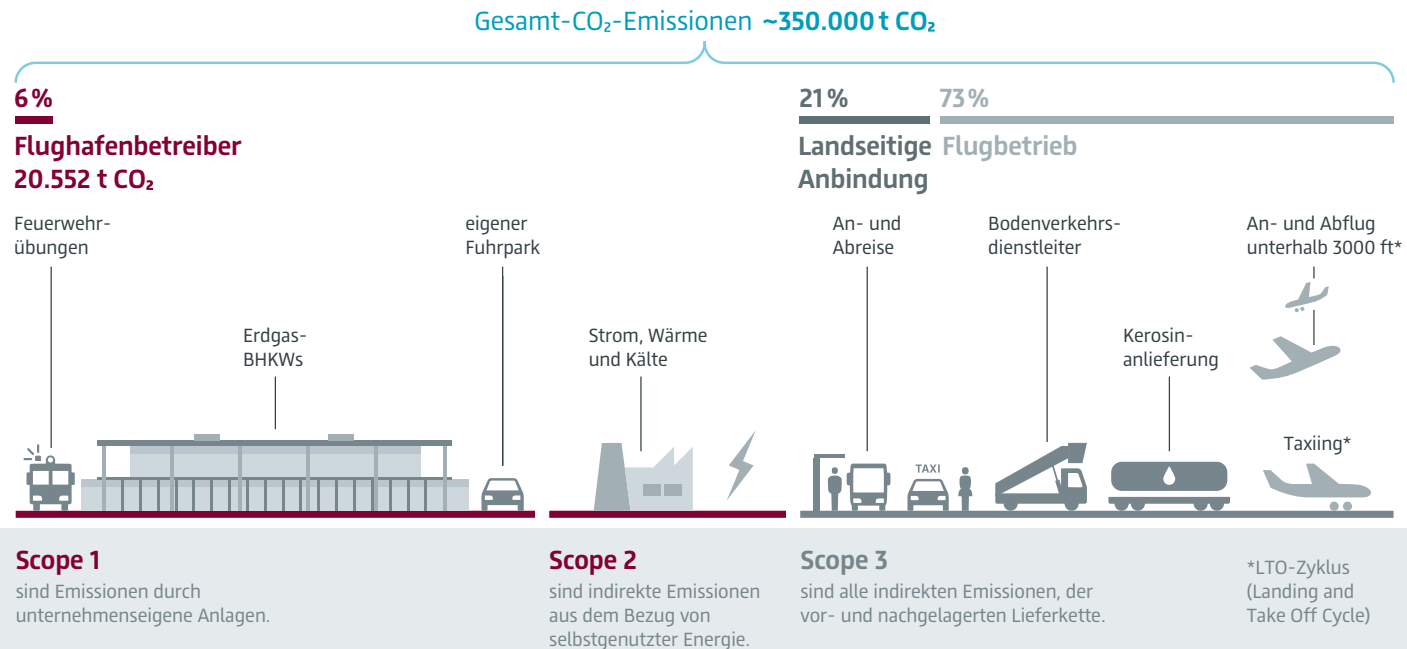 Gesamt-CO₂-Emissionen ~350.000 t CO₂
6 %
Flughafenbetreiber
20.552 t CO₂
21 %
Landseitige
Anbindung
73 %
Flugbetrieb
Feuerwehr-
übungen
Erdgas-
BHKWs
eigener
Fuhrpark
Strom, Wärme
und Kälte
An- und
Abreise
Bodenverkehrs-
dienstleiter
Kerosin-
anlieferung
An- und Abflug
unterhalb 3000 ft*
Taxiing*
TAXI
Scope 1
sind Emissionen durch
unternehmenseigene Anlagen.
Scope 2
sind indirekte Emissionen
aus dem Bezug von
selbstgenutzter Energie.
Scope 3
sind alle indirekten Emissionen, der
vor- und nachgelagerten Lieferkette.
*LTO-Zyklus
(Landing and
Take Off Cycle)